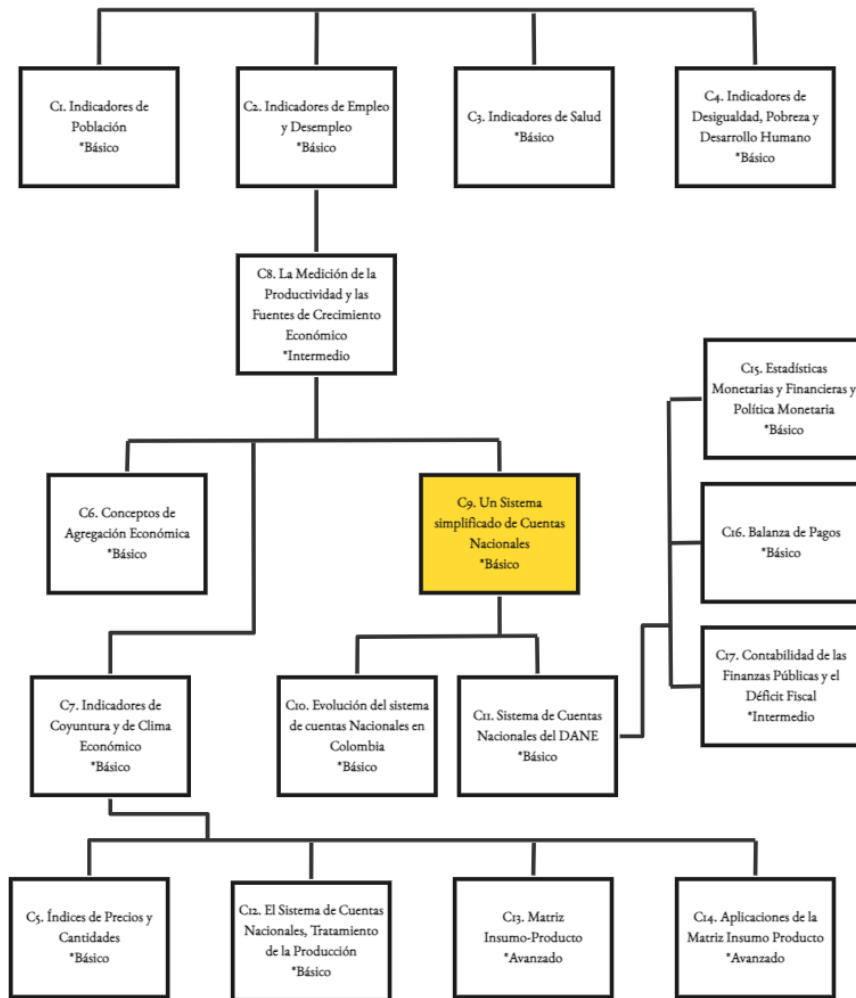 C1. Indicadores de
Población
*Básico
C2. Indicadores de Empleo
y Desempleo
*Básico
C3. Indicadores de Salud
*Básico
C4. Indicadores de
Desigualdad, Pobreza y
Desarrollo Humano
*Básico
C8. La Medición de la
Productividad y las
Fuentes de Crecimiento
Económico
*Intermedio
C15. Estadísticas
Monetarias y Financieras y
Política Monetaria
*Básico
C6. Conceptos de
Agregación Económica
*Básico
C9. Un Sistema
simplificado de Cuentas
Nacionales
*Básico
C16. Balanza de Pagos
*Básico
C17. Contabilidad de las
Finanzas Públicas y el
Déficit Fiscal
*Intermedio
C7. Indicadores de
Coyuntura y de Clima
Económico
*Básico
C10. Evolución del sistema
de cuentas Nacionales en
Colombia
*Básico
C11. Sistema de Cuentas
Nacionales del DANE
*Básico
C5. Índices de Precios y
Cantidades
*Básico
C12. El Sistema de Cuentas
Nacionales, Tratamiento
de la Producción
*Básico
C13. Matriz
Insumo-Producto
*Avanzado
C14. Aplicaciones de la
Matriz Insumo Producto
*Avanzado